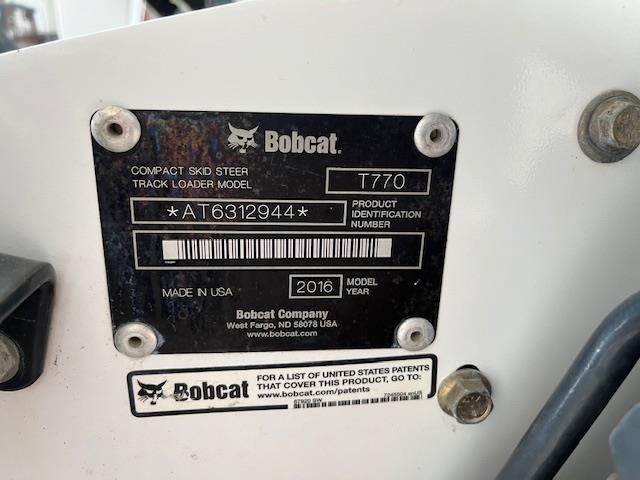 Bobcat.
COMPACT SKID STEER
TRACK LOADER MODEL
T770
*AT6312944*
PRODUCT
IDENTIFICATION
NUMBER
MADE IN USA
2016
MODEL
YEAR
Bobcat Company
West Fargo, ND 58078 USA
www.bobcat.com
Bobcat
FOR A LIST OF UNITED STATES PATENTS
THAT COVER THIS PRODUCT, GO TO:
www.bobcat.com/patents